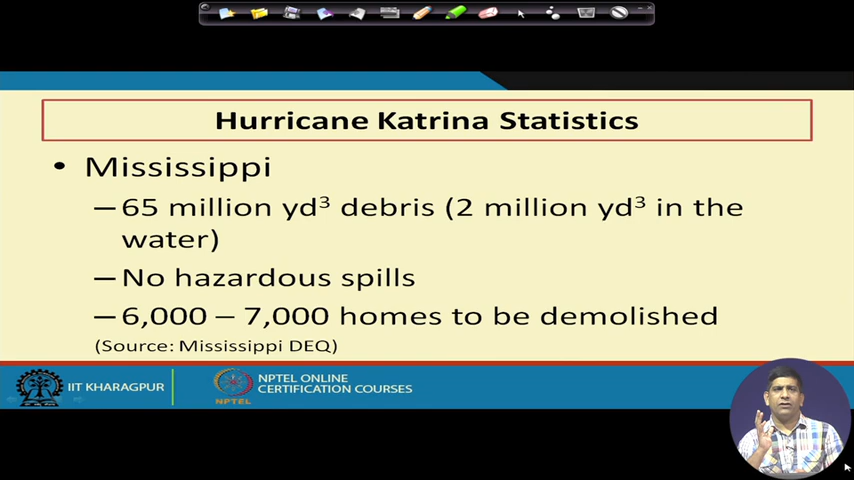 Hurricane Katrina Statistics
• Mississippi
–65 million yd³ debris (2 million yd³ in the
water)
–No hazardous spills
–6,000 – 7,000 homes to be demolished
(Source: Mississippi DEQ)
IIT KHARAGPUR
NPTEL
NPTEL ONLINE
CERTIFICATION COURSES